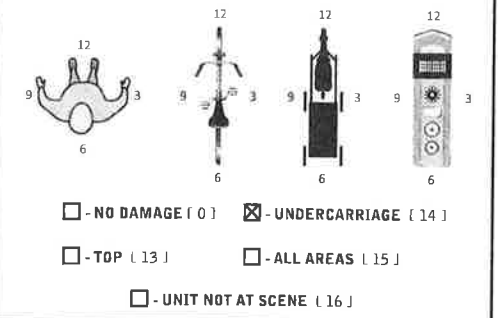 12 12 12 12
9 3 9 3 9 3 9 3
6 6 6 6
☐ - NO DAMAGE [ 0 ] ☒ - UNDERCARRIAGE [ 14 ]
☐ - TOP [ 13 ] ☐ - ALL AREAS [ 15 ]
☐ - UNIT NOT AT SCENE [ 16 ]